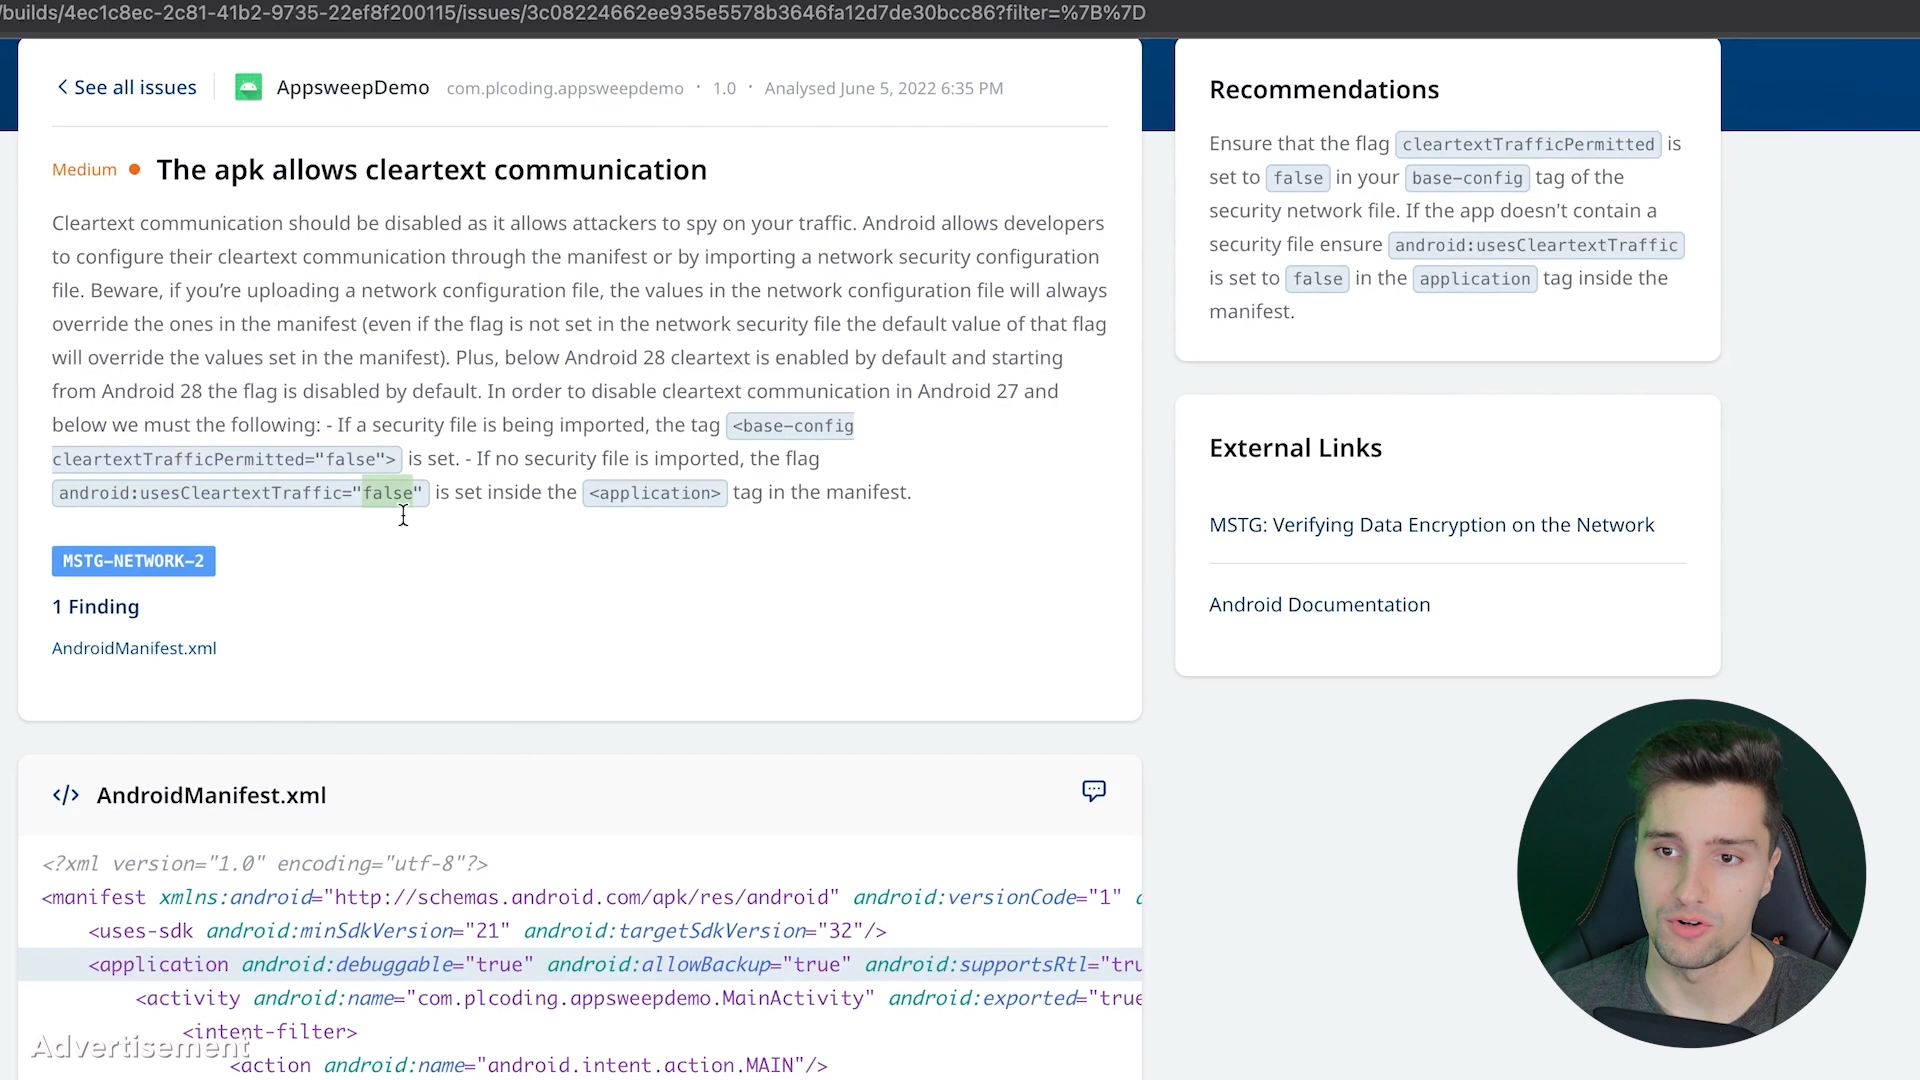 /builds/4ec1c8ec-2c81-41b2-9735-22ef8f200115/issues/3c08224662ee935e5578b3646fa12d7de30bcc86?filter=%7B%7D
See all issues
AppsweepDemo com.plcoding.appsweepdemo · 1.0 · Analysed June 5, 2022 6:35 PM
Medium The apk allows cleartext communication
Cleartext communication should be disabled as it allows attackers to spy on your traffic. Android allows developers
to configure their cleartext communication through the manifest or by importing a network security configuration
file. Beware, if you’re uploading a network configuration file, the values in the network configuration file will always
override the ones in the manifest (even if the flag is not set in the network security file the default value of that flag
will override the values set in the manifest). Plus, below Android 28 cleartext is enabled by default and starting
from Android 28 the flag is disabled by default. In order to disable cleartext communication in Android 27 and
below we must the following: - If a security file is being imported, the tag <base-config
cleartextTrafficPermitted="false"> is set. - If no security file is imported, the flag
android:usesCleartextTraffic="false" is set inside the <application> tag in the manifest.
MSTG-NETWORK-2
1 Finding
AndroidManifest.xml
</> AndroidManifest.xml
<?xml version="1.0" encoding="utf-8"?>
<manifest xmlns:android="http://schemas.android.com/apk/res/android" android:versionCode="1"
<uses-sdk android:minSdkVersion="21" android:targetSdkVersion="32"/>
<application android:debuggable="true" android:allowBackup="true" android:supportsRtl="tru
<activity android:name="com.plcoding.appsweepdemo.MainActivity" android:exported="true
<intent-filter>
<action android:name="android.intent.action.MAIN"/>
Advertisement
Recommendations
Ensure that the flag cleartextTrafficPermitted is
set to false in your base-config tag of the
security network file. If the app doesn't contain a
security file ensure android:usesCleartextTraffic
is set to false in the application tag inside the
manifest.
External Links
MSTG: Verifying Data Encryption on the Network
Android Documentation